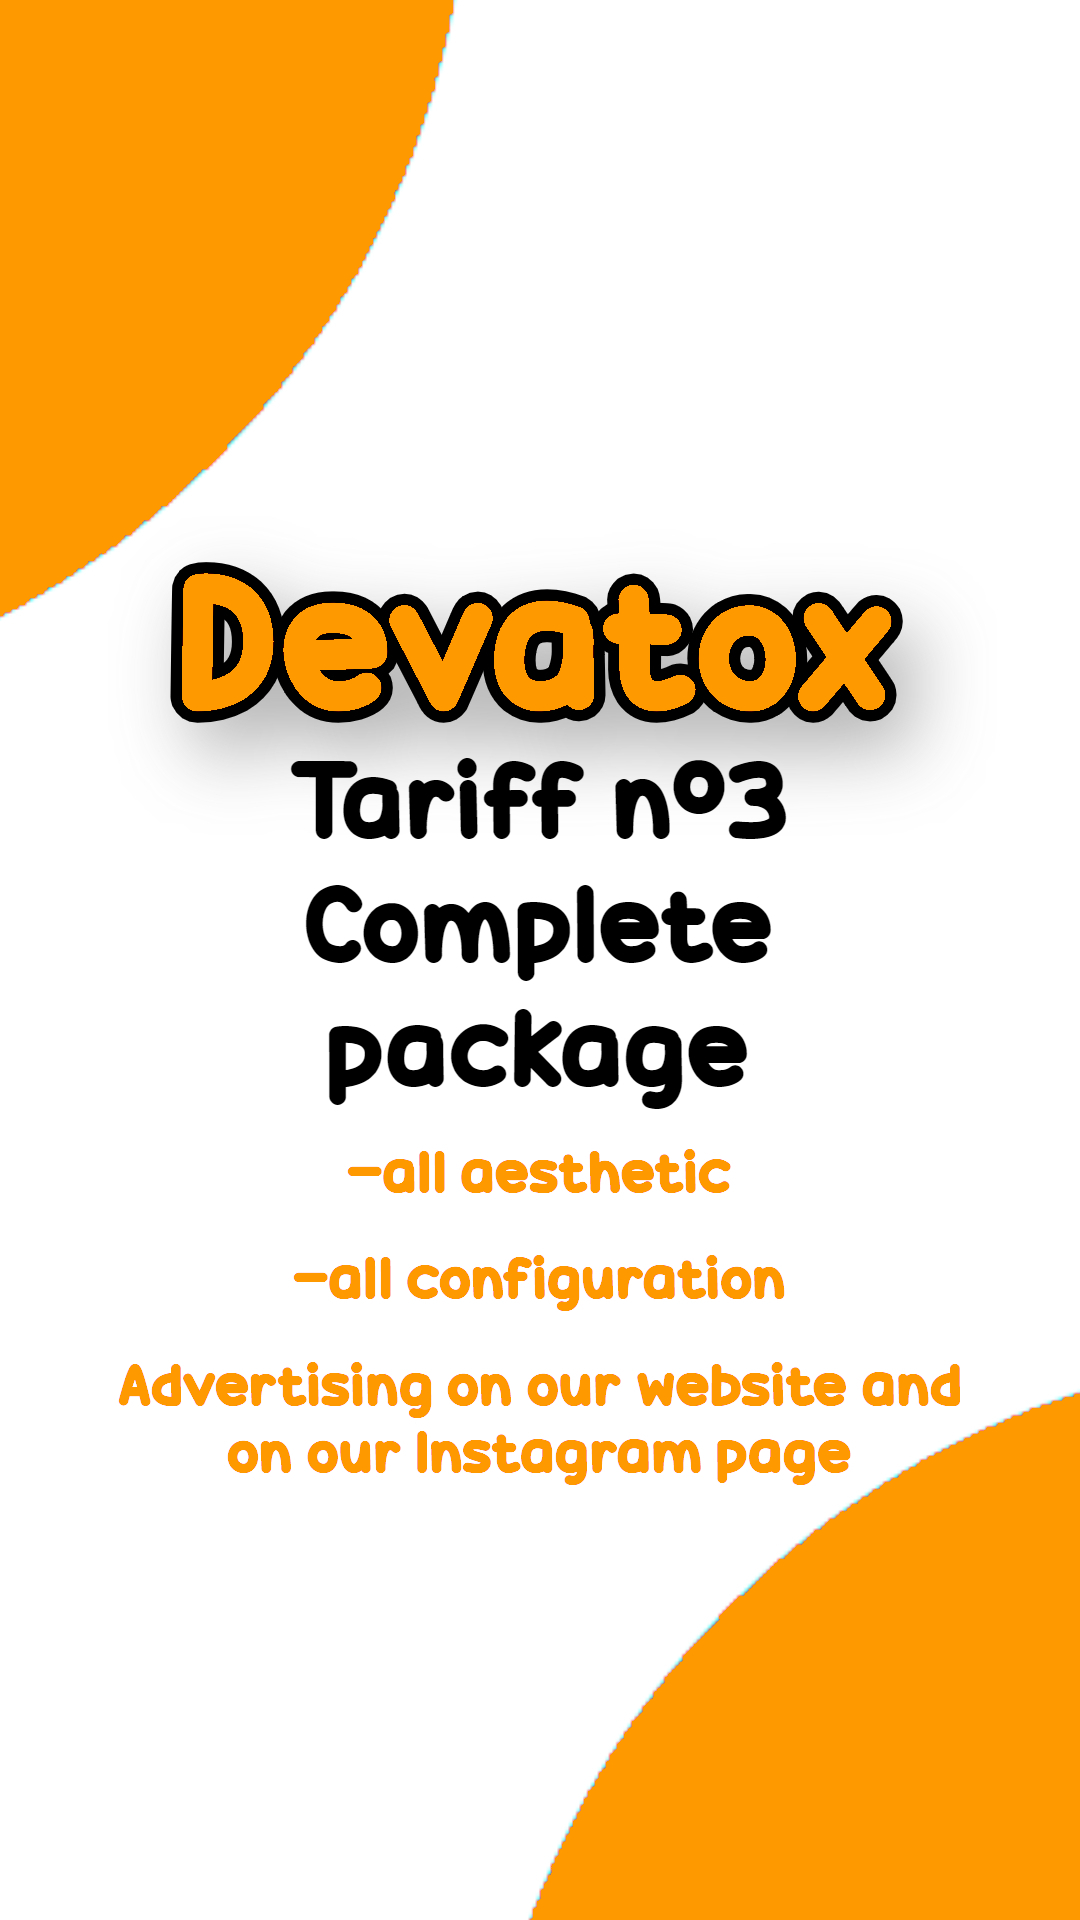 Devatox
Tariff nº3
Complete
package
-all aesthetic
-all configuration
Advertising on our website and
on our Instagram page